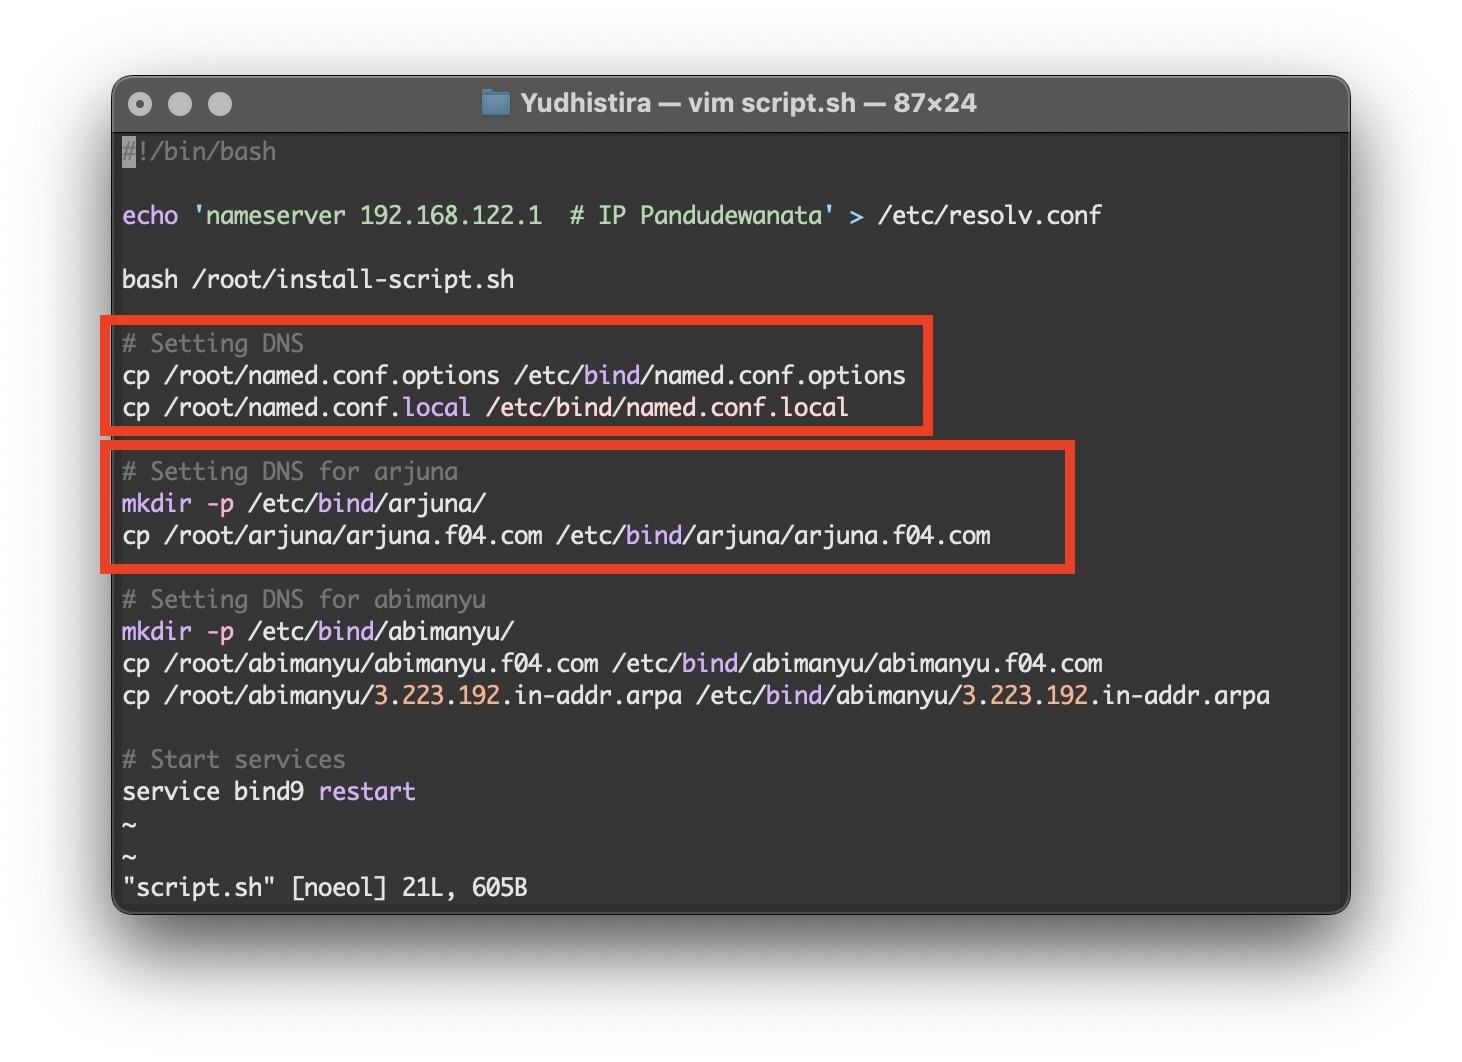 Yudhistira — vim script.sh — 87×24
#!/bin/bash
echo 'nameserver 192.168.122.1  # IP Pandudewanata' > /etc/resolv.conf
bash /root/install-script.sh
# Setting DNS
cp /root/named.conf.options /etc/bind/named.conf.options
cp /root/named.conf.local /etc/bind/named.conf.local
# Setting DNS for arjuna
mkdir -p /etc/bind/arjuna/
cp /root/arjuna/arjuna.f04.com /etc/bind/arjuna/arjuna.f04.com
# Setting DNS for abimanyu
mkdir -p /etc/bind/abimanyu/
cp /root/abimanyu/abimanyu.f04.com /etc/bind/abimanyu/abimanyu.f04.com
cp /root/abimanyu/3.223.192.in-addr.arpa /etc/bind/abimanyu/3.223.192.in-addr.arpa
# Start services
service bind9 restart
~
~
"script.sh" [noeol] 21L, 605B